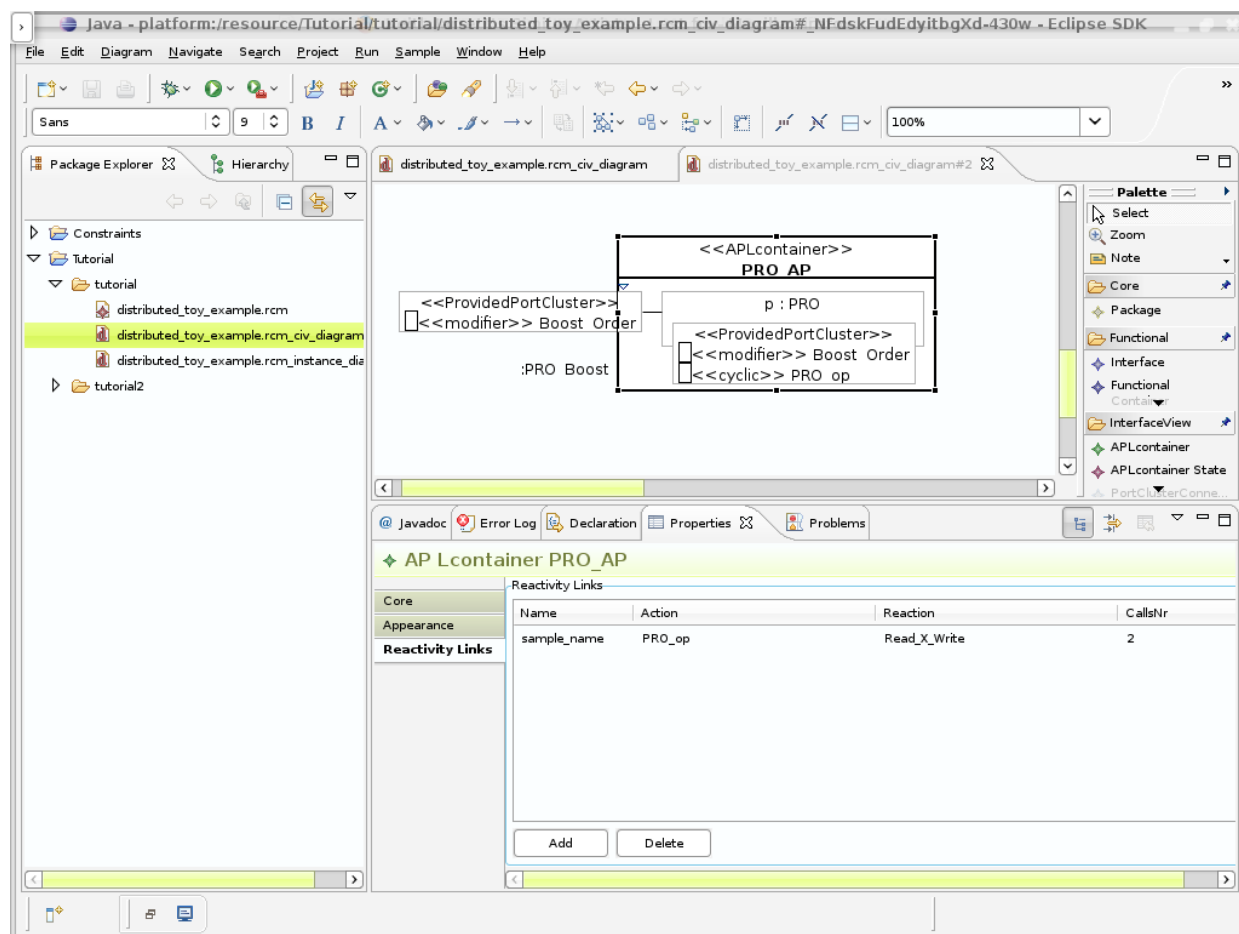 Java - platform:/resource/Tutorial/tutorial/distributed_toy_example.rcm_civ_diagram#_NFdskFudEdyitbgXd-430w - Eclipse SDK
File Edit Diagram Navigate Search Project Run Sample Window Help
Sans 9 B I A 100%
Package Explorer Hierarchy
distributed_toy_example.rcm_civ_diagram distributed_toy_example.rcm_civ_diagram#2
Constraints
Tutorial
tutorial
distributed_toy_example.rcm
distributed_toy_example.rcm_civ_diagram
distributed_toy_example.rcm_instance_dia
tutorial2
<<APLcontainer>>
PRO_AP
<<ProvidedPortCluster>>
<<modifier>> Boost_Order
p : PRO
<<ProvidedPortCluster>>
<<modifier>> Boost_Order
<<cyclic>> PRO_op
:PRO_Boost
Palette
Select
Zoom
Note
Core
Package
Functional
Interface
Functional
Container
InterfaceView
APLcontainer
APLcontainer State
PortClusterConne...
@ Javadoc Error Log Declaration Properties Problems
AP Lcontainer PRO_AP
Core
Appearance
Reactivity Links
Reactivity Links
Name Action Reaction CallsNr
sample_name PRO_op Read_X_Write 2
Add Delete